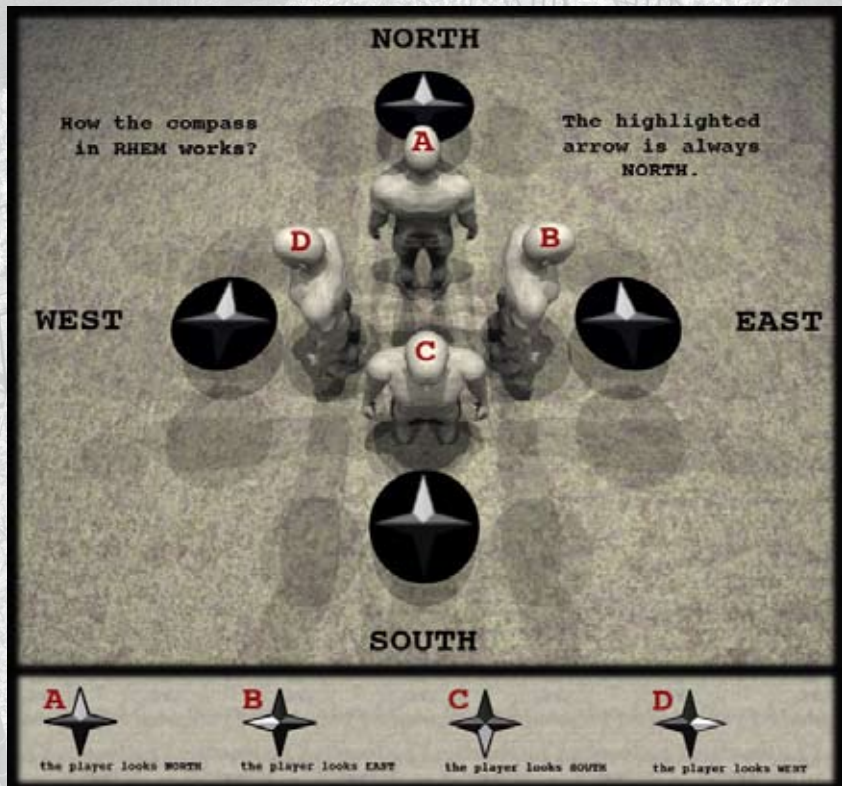 NORTH
How the compass
in RHEM works?
The highlighted
arrow is always
NORTH.
A
D
B
WEST
EAST
C
SOUTH
A
the player looks NORTH
B
the player looks EAST
C
the player looks SOUTH
D
the player looks WEST